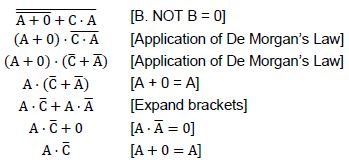 A̿ ̿+̿ ̿0̿ ̅+̅ ̅C̅ ̅·̅ ̅A̅ [B. NOT B = 0]
(A + 0) · C̅ ̅·̅ ̅A̅ [Application of De Morgan’s Law]
(A + 0) · (C̅ + A̅) [Application of De Morgan’s Law]
A · (C̅ + A̅) [A + 0 = A]
A · C̅ + A · A̅ [Expand brackets]
A · C̅ + 0 [A · A̅ = 0]
A · C̅ [A + 0 = A]